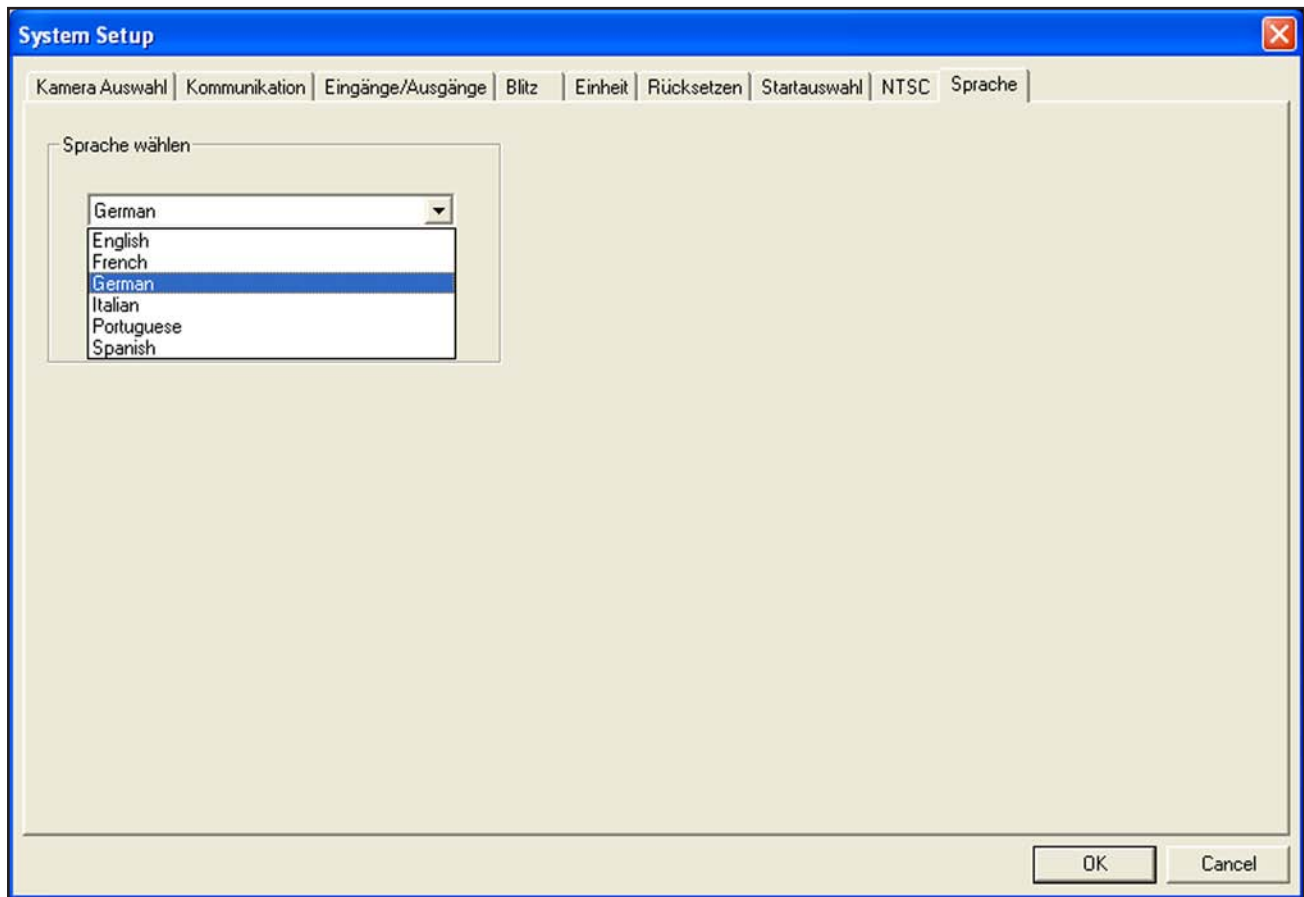 System Setup
Kamera Auswahl Kommunikation Eingänge/Ausgänge Blitz Einheit Rücksetzen Startauswahl NTSC Sprache
Sprache wählen
German
English
French
German
Italian
Portuguese
Spanish
OK Cancel